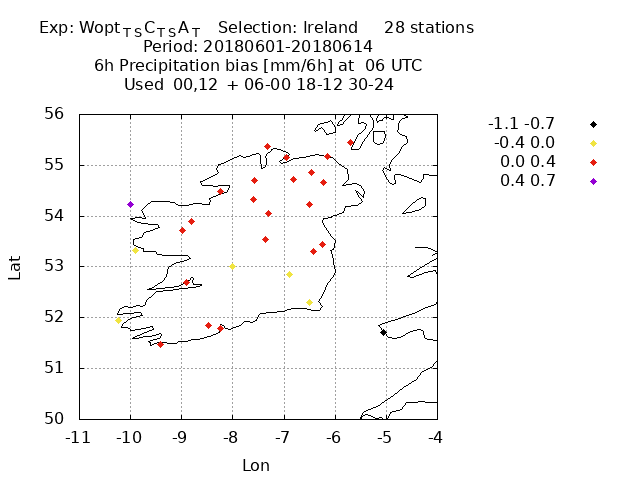 Exp: WoptTSCTSAT Selection: Ireland 28 stations
Period: 20180601-20180614
6h Precipitation bias [mm/6h] at 06 UTC
Used 00,12 + 06-00 18-12 30-24
56
55
54
53
52
51
50
-11 -10 -9 -8 -7 -6 -5 -4
Lat
Lon
-1.1 -0.7
-0.4 0.0
0.0 0.4
0.4 0.7